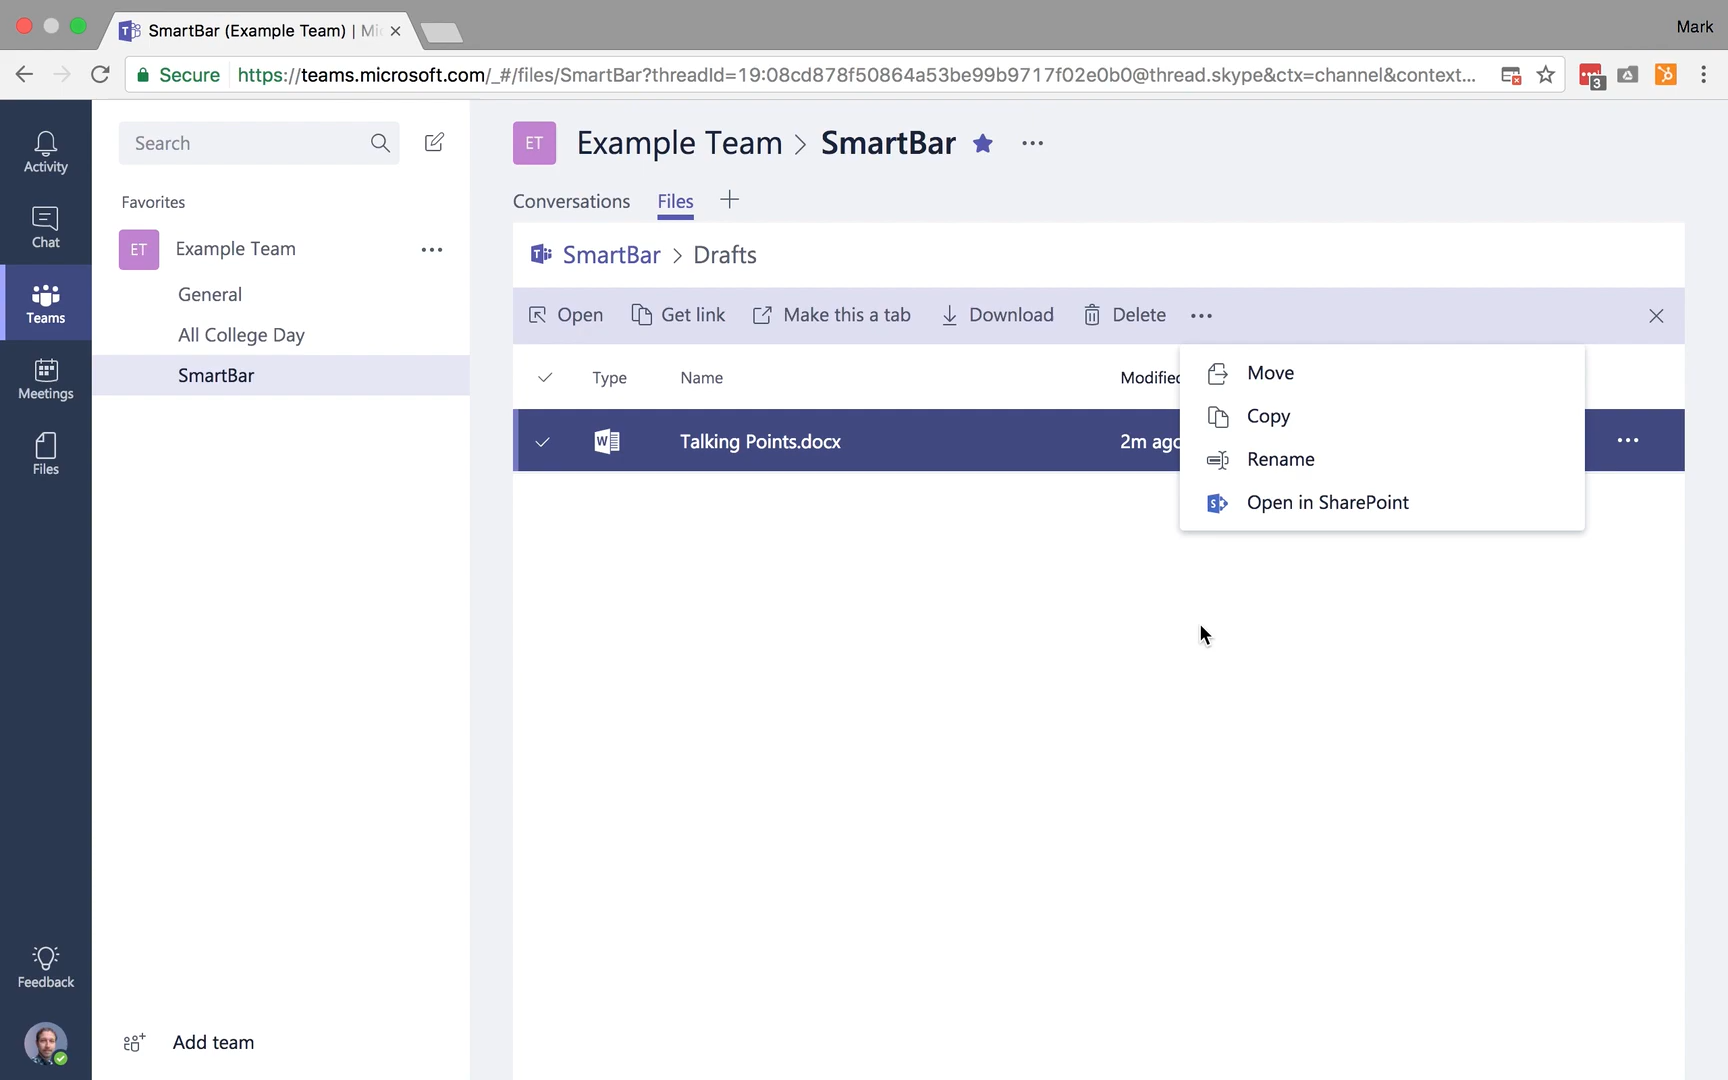 SmartBar (Example Team) | Mi
Mark
Secure
https://teams.microsoft.com/_#/files/SmartBar?threadId=19:08cd878f50864a53be99b9717f02e0b0@thread.skype&ctx=channel&context...
3
Activity
Chat
Teams
Meetings
Files
Feedback
Search
Favorites
ET
Example Team
General
All College Day
SmartBar
Add team
ET
Example Team > SmartBar
Conversations Files
SmartBar > Drafts
Open Get link Make this a tab Download Delete
Type Name Modified
Talking Points.docx 2m ago
Move
Copy
Rename
Open in SharePoint